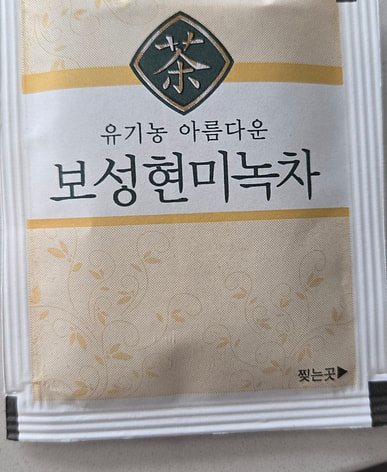 茶
유기농 아름다운
보성현미녹차
찢는곳▶